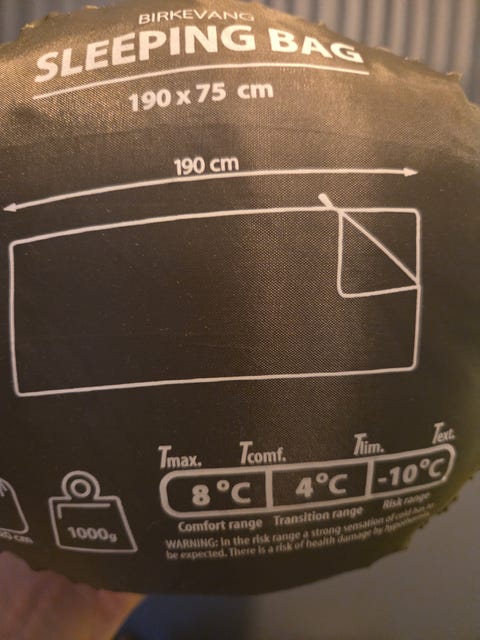 BIRKEVANG
SLEEPING BAG
190 x 75 cm
190 cm
Tmax. Tcomf. Tlim. Text.
8°C 4°C -10°C
Comfort range Transition range Risk range
1000g
cm
WARNING: In the risk range a strong sensation of cold has to
be expected. There is a risk of health damage by hypothermia